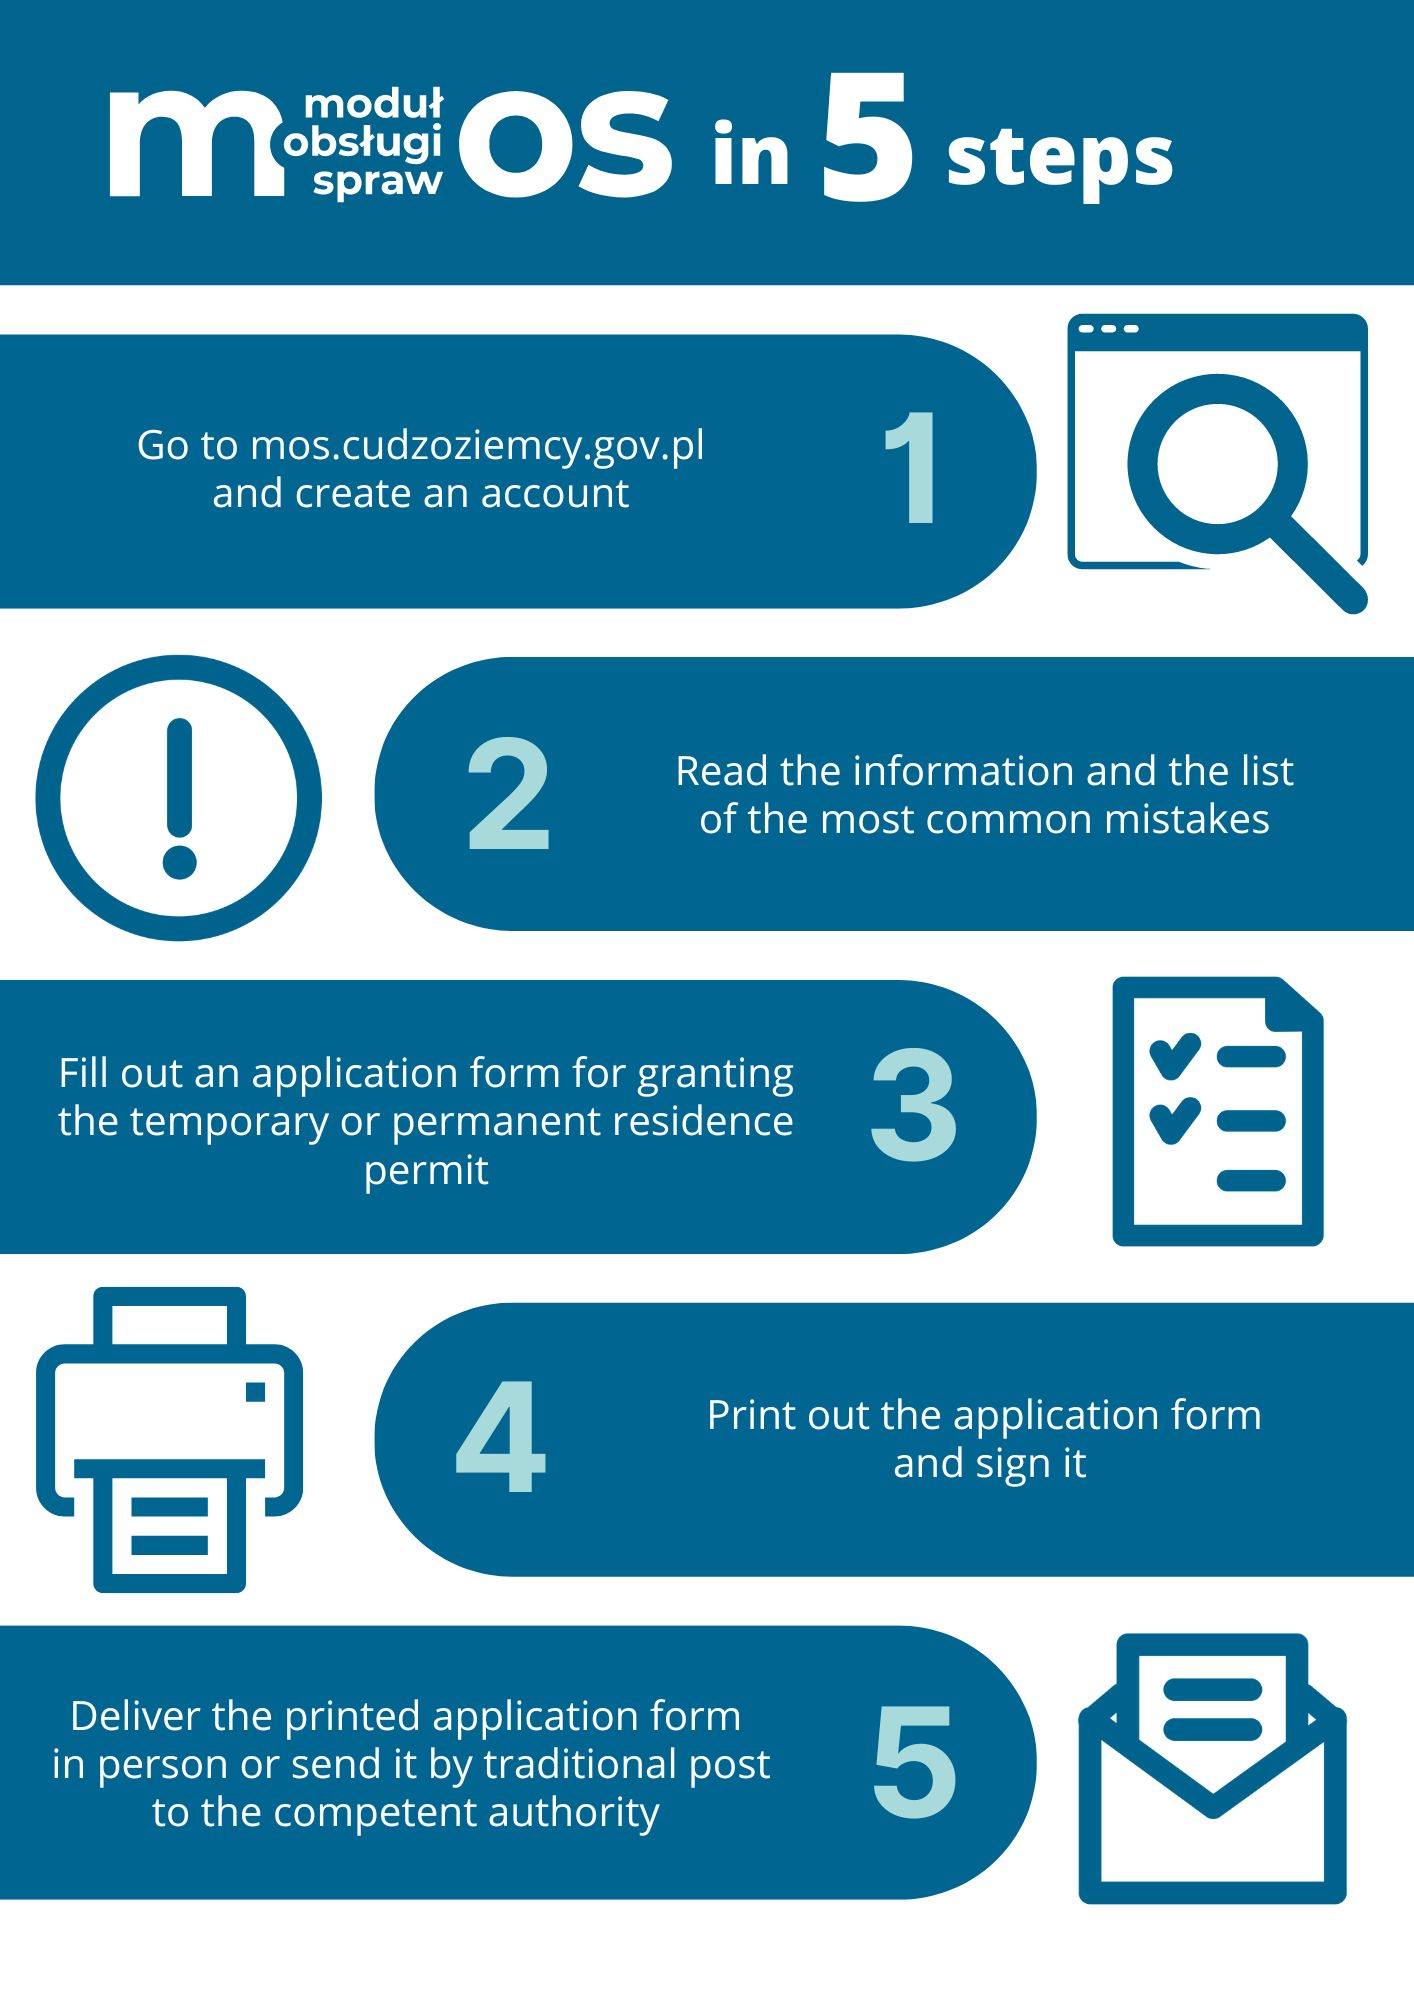 mos moduł obsługi spraw in 5 steps
Go to mos.cudzoziemcy.gov.pl
and create an account
1
2
Read the information and the list
of the most common mistakes
Fill out an application form for granting
the temporary or permanent residence
permit
3
4
Print out the application form
and sign it
Deliver the printed application form
in person or send it by traditional post
to the competent authority
5